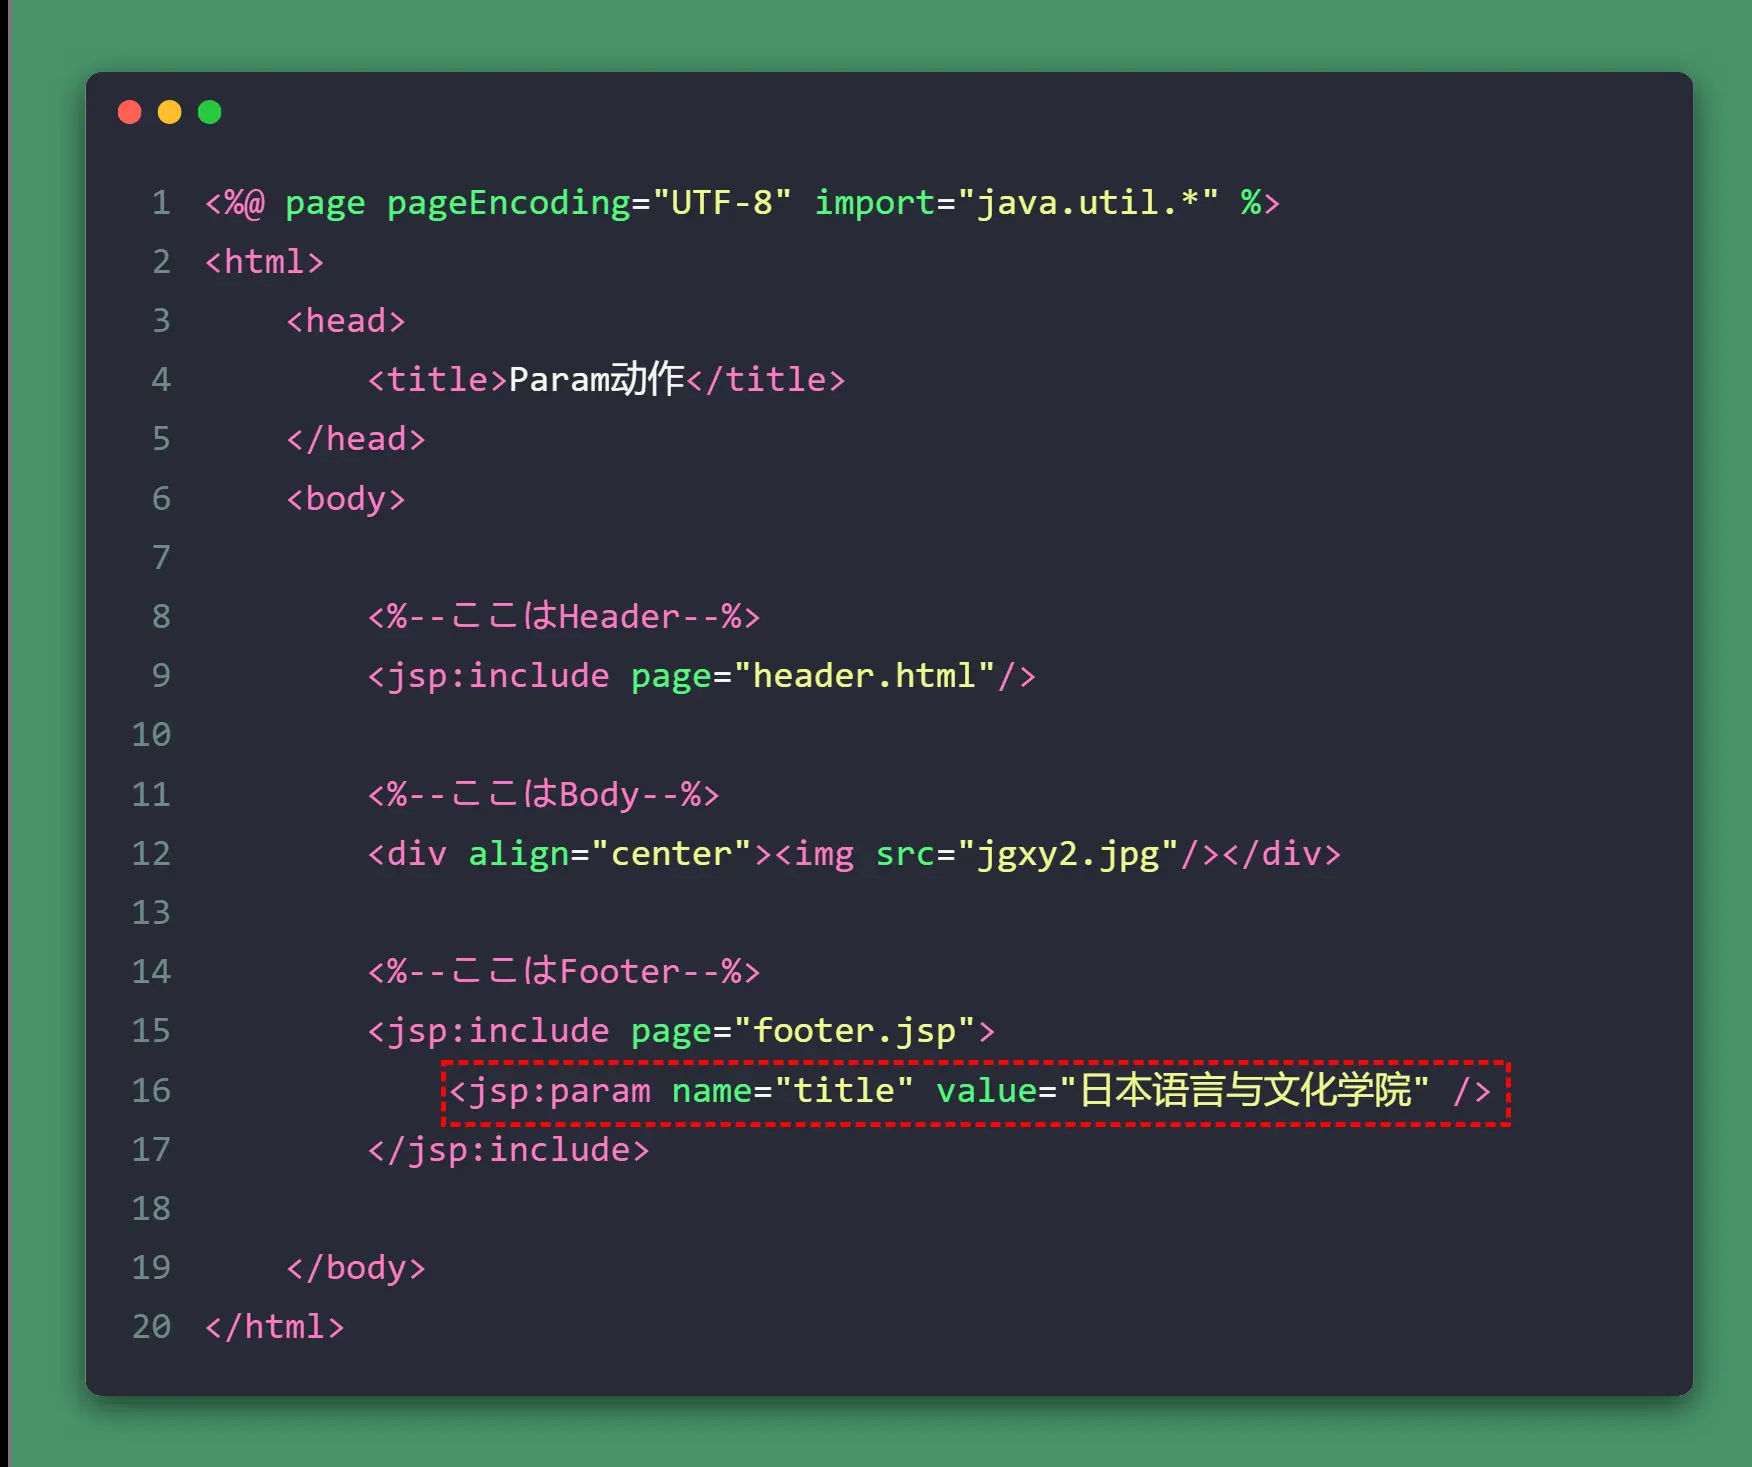 1 <%@ page pageEncoding="UTF-8" import="java.util.*" %>
2 <html>
3     <head>
4         <title>Param动作</title>
5     </head>
6     <body>
7
8         <%--ここはHeader--%>
9         <jsp:include page="header.html"/>
10
11         <%--ここはBody--%>
12         <div align="center"><img src="jgxy2.jpg"/></div>
13
14         <%--ここはFooter--%>
15         <jsp:include page="footer.jsp">
16             <jsp:param name="title" value="日本语言与文化学院" />
17         </jsp:include>
18
19     </body>
20 </html>